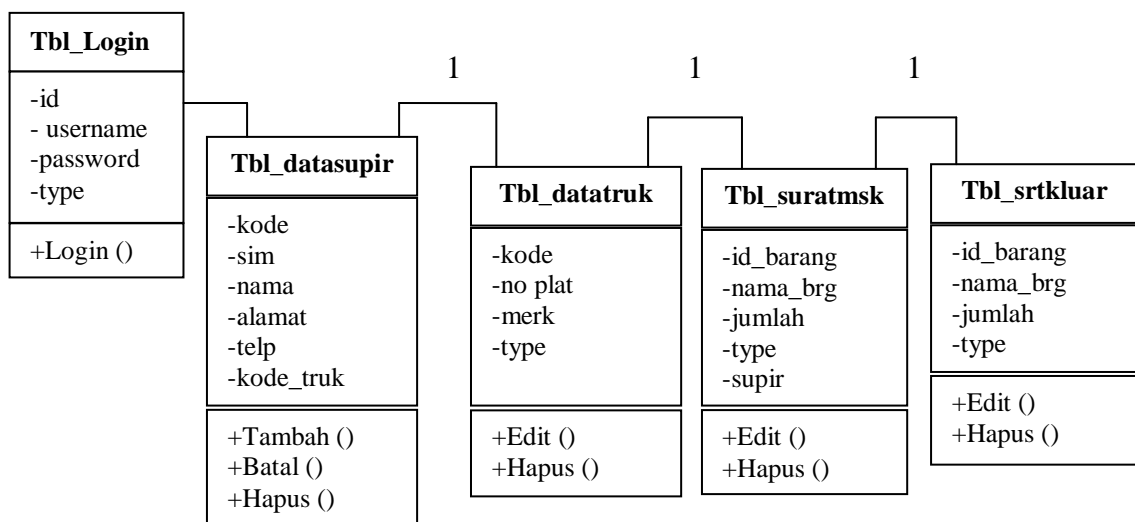 Tbl_Login
-id
- username
-password
-type
+Login ()
1
1
1
Tbl_datasupir
-kode
-sim
-nama
-alamat
-telp
-kode_truk
+Tambah ()
+Batal ()
+Hapus ()
Tbl_datatruk
-kode
-no plat
-merk
-type
+Edit ()
+Hapus ()
Tbl_suratmsk
-id_barang
-nama_brg
-jumlah
-type
-supir
+Edit ()
+Hapus ()
Tbl_srtkluar
-id_barang
-nama_brg
-jumlah
-type
+Edit ()
+Hapus ()